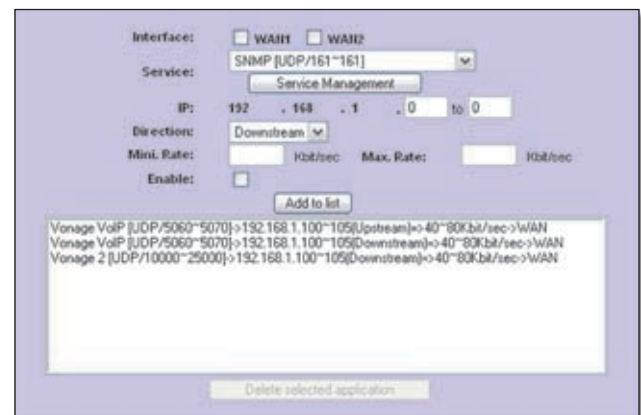 Interface: WAN1 WAN2
Service: SNMP [UDP/161~161]
Service Management
IP: 192 . 168 . 1 . 0 to 0
Direction: Downstream
Mini. Rate: Kbit/sec Max. Rate: Kbit/sec
Enable:
Add to list
Vonage VoIP [UDP/5060~5070]->192.168.1.100~105(Upstream)=>40~80Kbit/sec->WAN
Vonage VoIP [UDP/5060~5070]->192.168.1.100~105(Downstream)=>40~80Kbit/sec->WAN
Vonage 2 [UDP/10000~25000]->192.168.1.100~105(Downstream)=>40~80Kbit/sec->WAN
Delete selected application